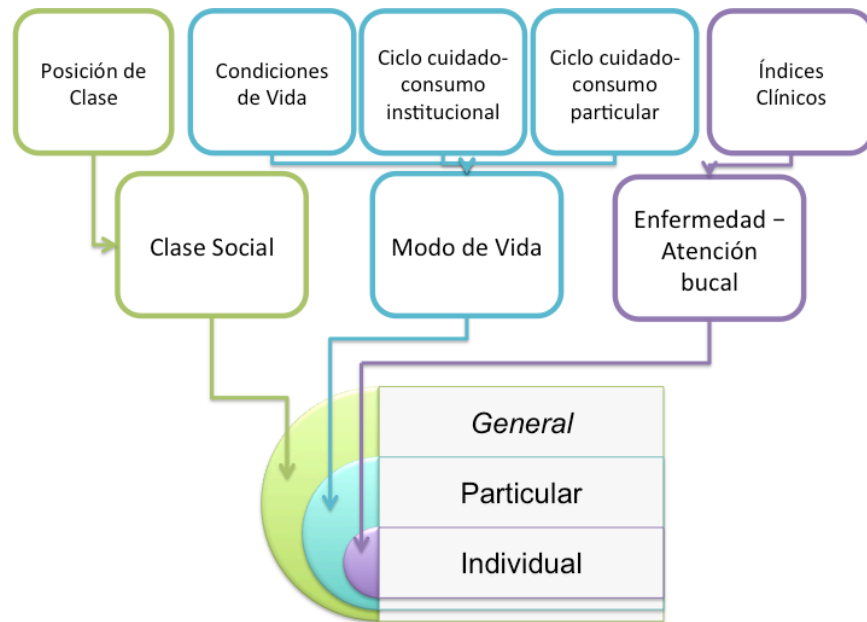 Posición de
Clase
Condiciones
de Vida
Ciclo cuidado-
consumo
institucional
Ciclo cuidado-
consumo
particular
Índices
Clínicos
Clase Social
Modo de Vida
Enfermedad –
Atención
bucal
General
Particular
Individual